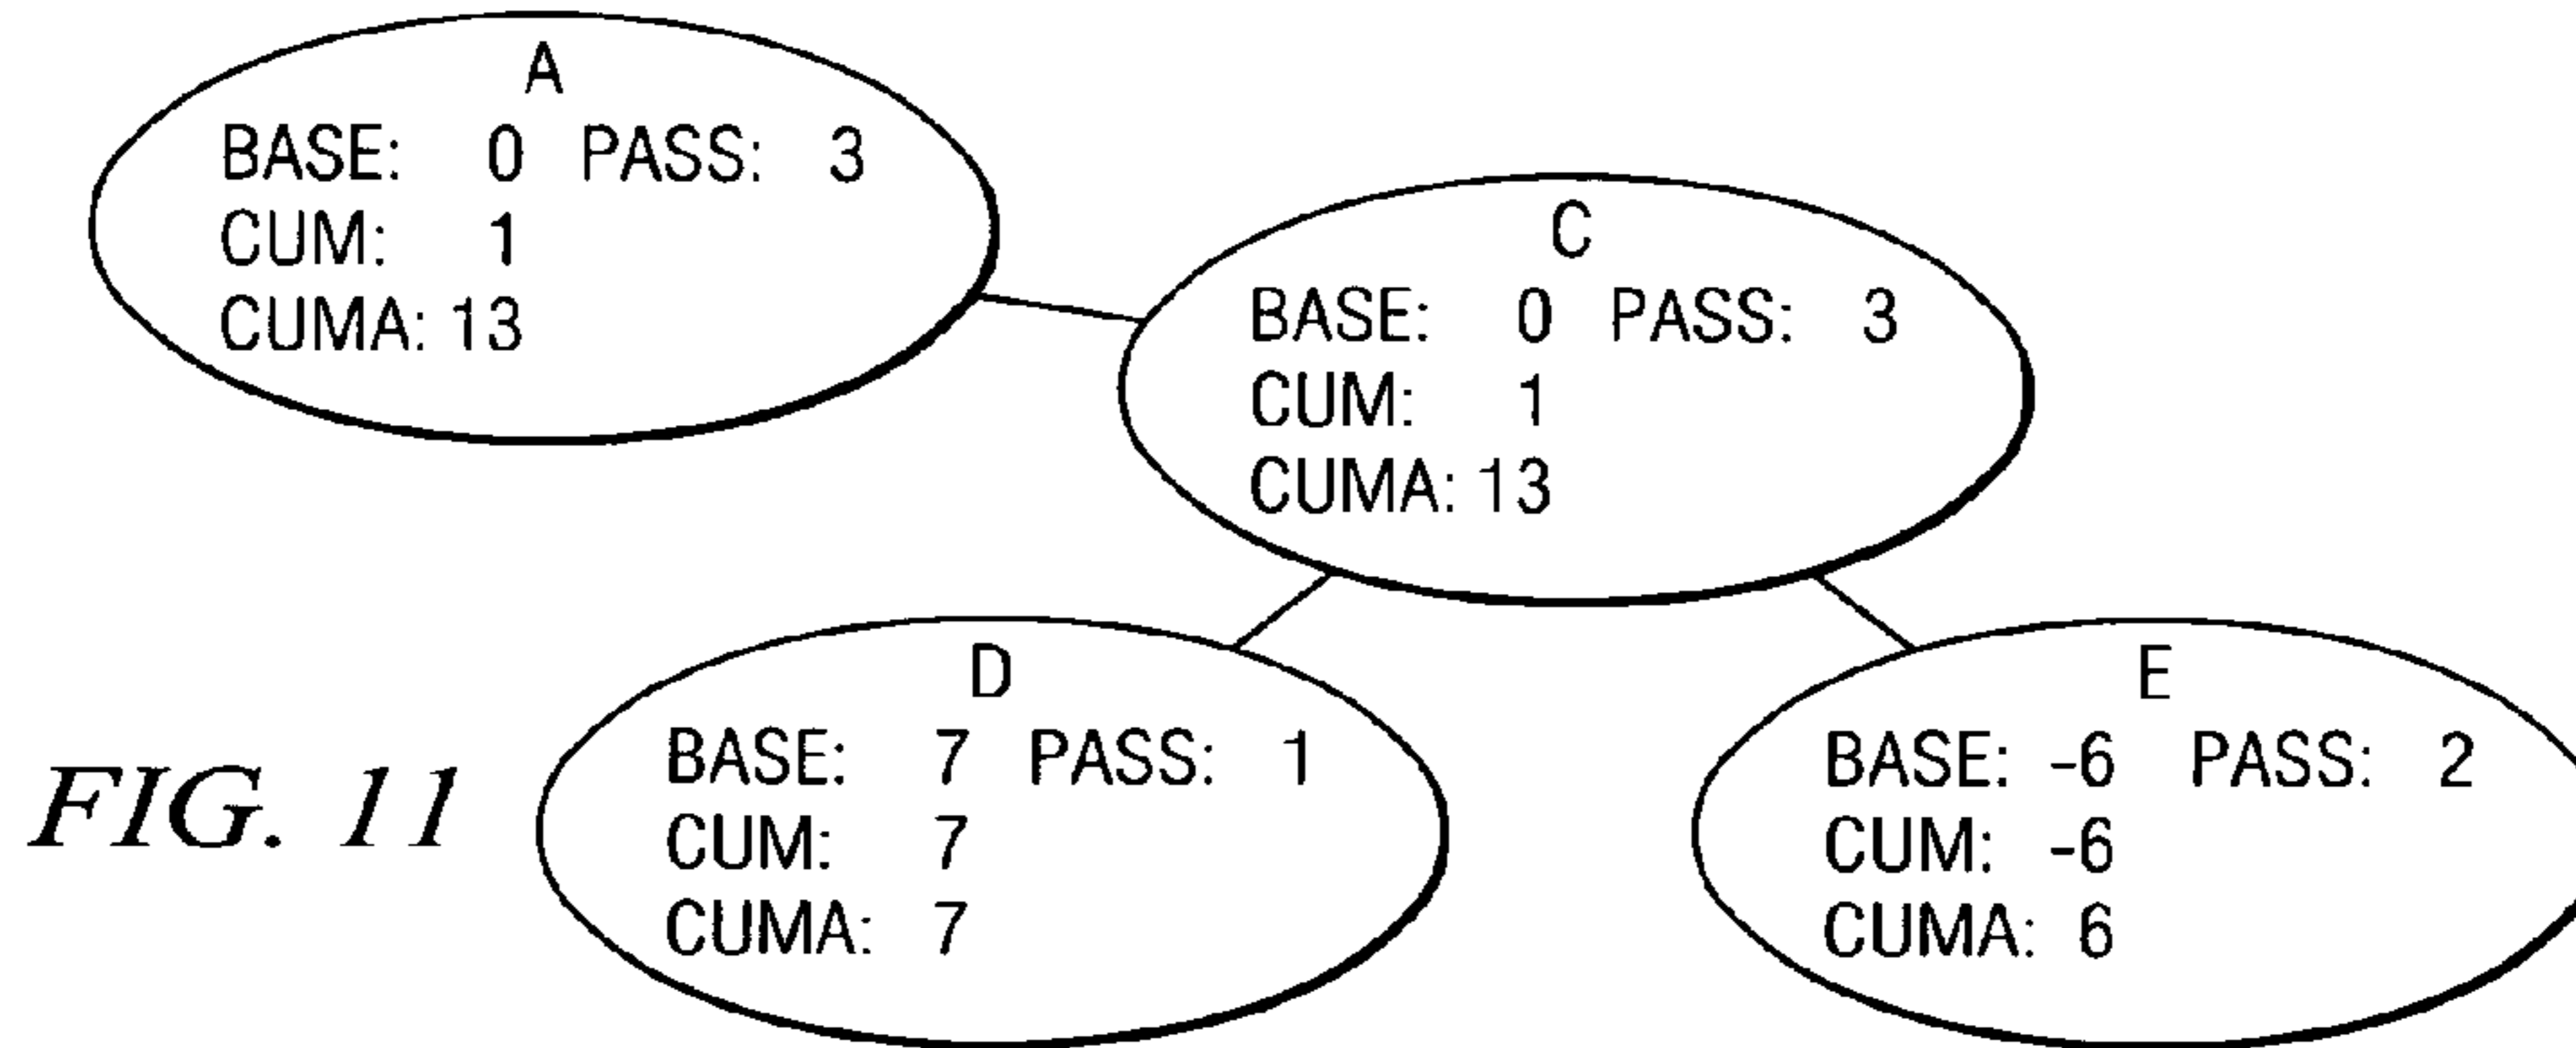 A
BASE: 0 PASS: 3
CUM: 1
CUMA: 13
C
BASE: 0 PASS: 3
CUM: 1
CUMA: 13
D
BASE: 7 PASS: 1
CUM: 7
CUMA: 7
E
BASE: -6 PASS: 2
CUM: -6
CUMA: 6
FIG. 11